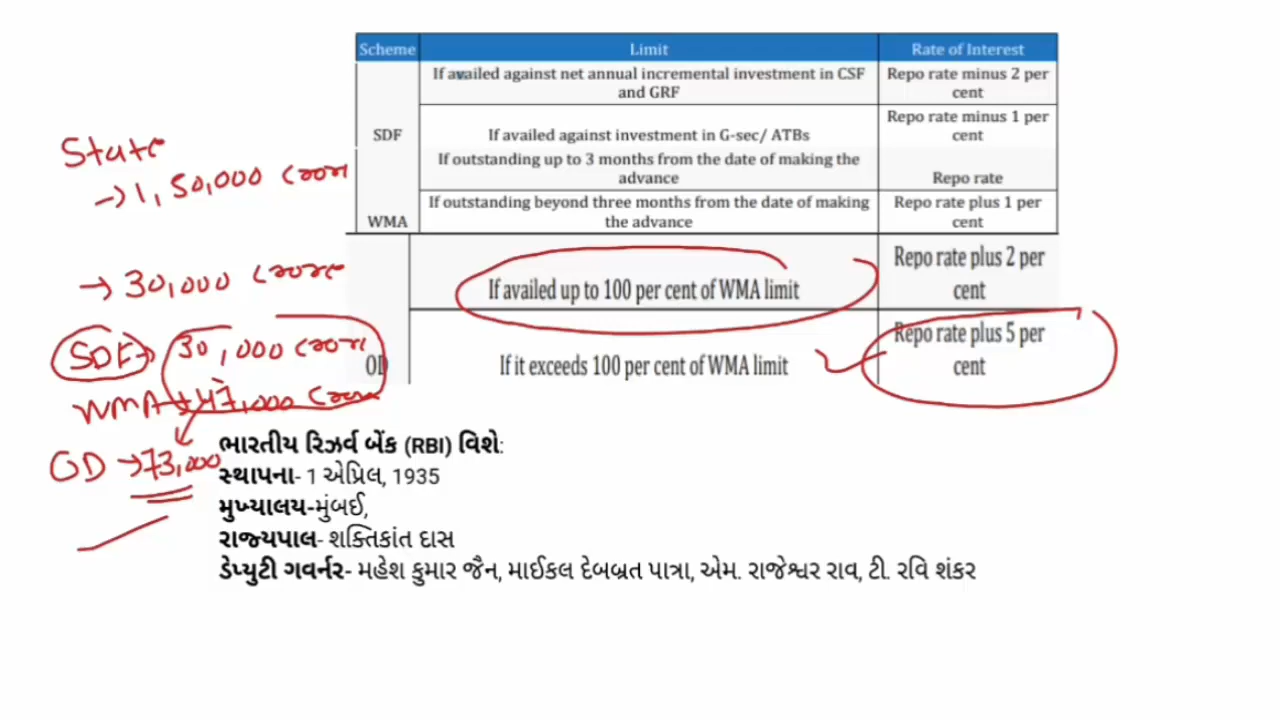 Scheme Limit Rate of Interest
If availed against net annual incremental investment in CSF and GRF Repo rate minus 2 per cent
SDF If availed against investment in G-sec/ ATBs Repo rate minus 1 per cent
If outstanding up to 3 months from the date of making the advance Repo rate
WMA If outstanding beyond three months from the date of making the advance Repo rate plus 1 per cent
If availed up to 100 per cent of WMA limit Repo rate plus 2 per cent
OD If it exceeds 100 per cent of WMA limit Repo rate plus 5 per cent
State
→ 1,50,000
→ 30,000
SDF → 30,000
WMA → 47,000
OD → 73,000
ભારતીય રિઝર્વ બેંક (RBI) વિશે:
સ્થાપના- 1 એપ્રિલ, 1935
મુખ્યાલય-મુંબઈ,
રાજ્યપાલ- શક્તિકાંત દાસ
ડેપ્યુટી ગવર્નર- મહેશ કુમાર જૈન, માઈકલ દેબબ્રત પાત્રા, એમ. રાજેશ્વર રાવ, ટી. રવિ શંકર